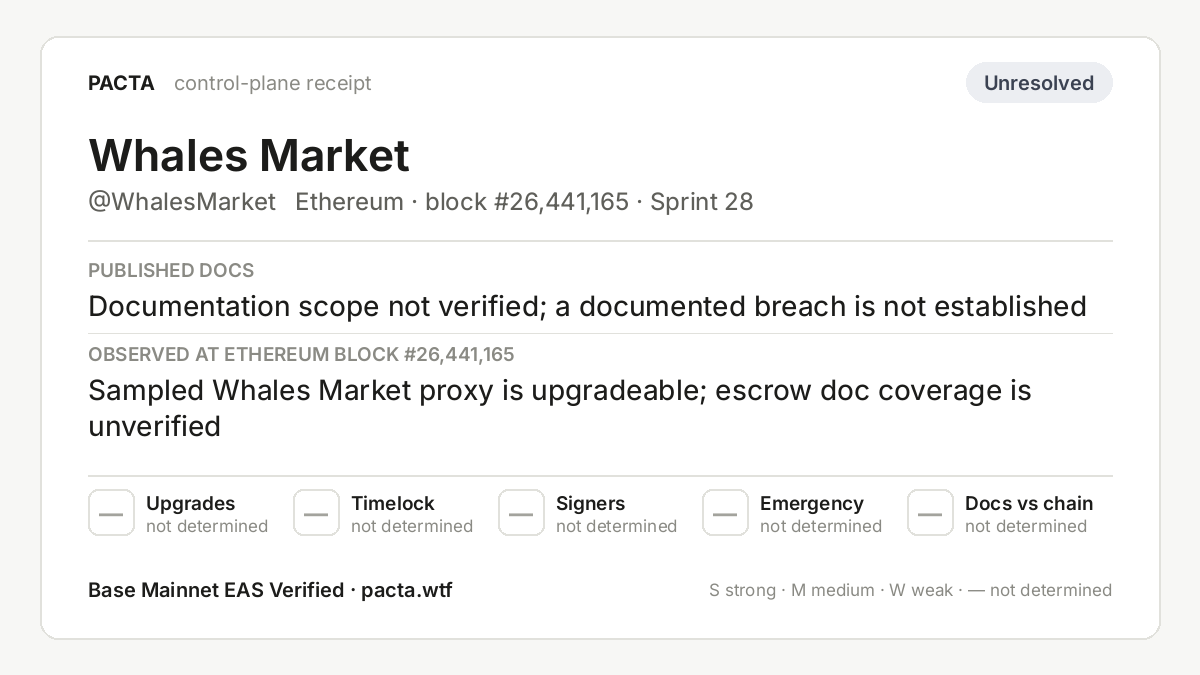 PACTA control-plane receipt
Unresolved
Whales Market
@WhalesMarket Ethereum · block #26,441,165 · Sprint 28
PUBLISHED DOCS
Documentation scope not verified; a documented breach is not established
OBSERVED AT ETHEREUM BLOCK #26,441,165
Sampled Whales Market proxy is upgradeable; escrow doc coverage is
unverified
— Upgrades
not determined
— Timelock
not determined
— Signers
not determined
— Emergency
not determined
— Docs vs chain
not determined
Base Mainnet EAS Verified · pacta.wtf
S strong · M medium · W weak · — not determined